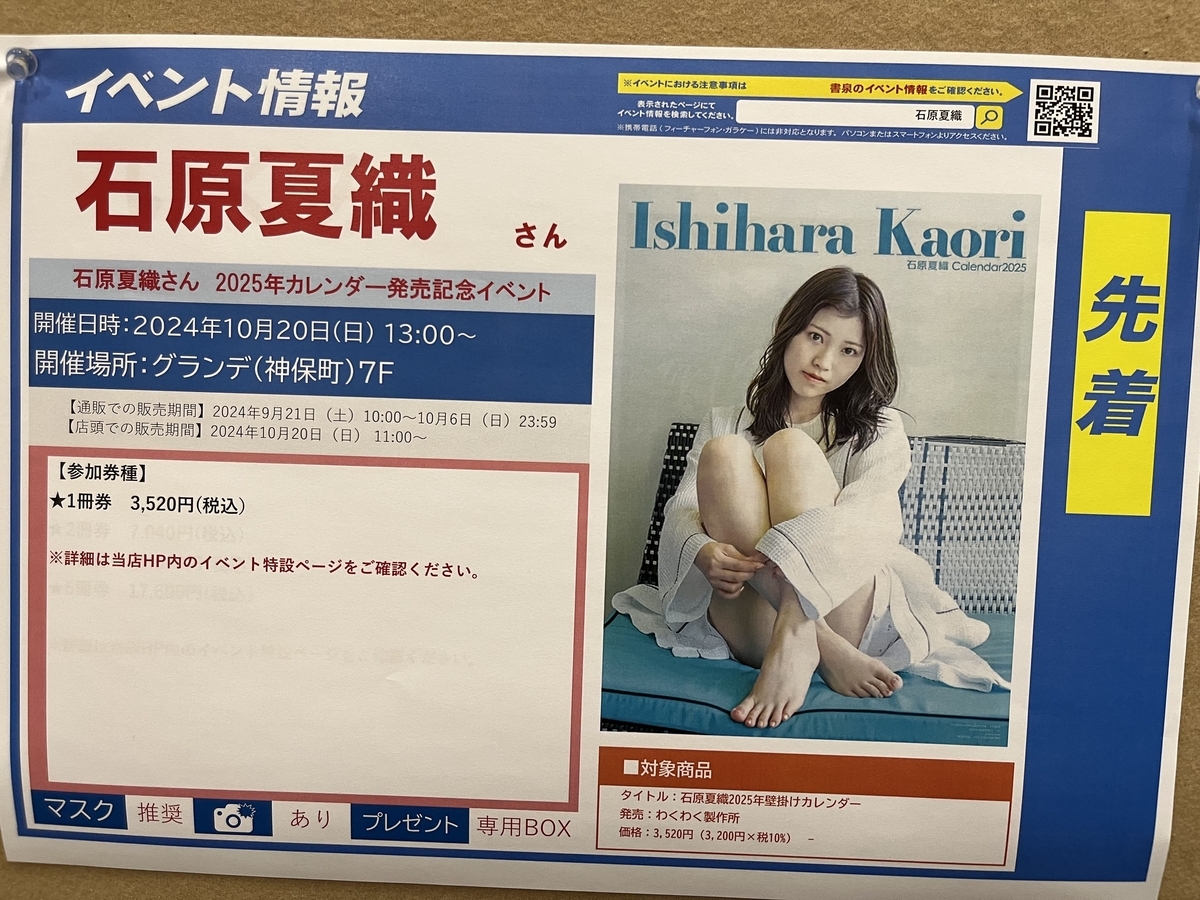 イベント情報
※イベントにおける注意事項は 書泉のイベント情報をご確認ください。
表示されたページにて
イベント情報を検索してください。
石原夏織
※携帯電話(フィーチャーフォン・ガラケー)には非対応となります。パソコンまたはスマートフォンよりアクセスください。
石原夏織 さん
石原夏織さん 2025年カレンダー発売記念イベント
開催日時:2024年10月20日(日) 13:00~
開催場所:グランデ(神保町)7F
【通販での販売期間】2024年9月21日(土)10:00~10月6日(日)23:59
【店頭での販売期間】2024年10月20日(日) 11:00~
【参加券種】
★1冊券 3,520円(税込)
★2冊券 7,040円(税込)
※詳細は当店HP内のイベント特設ページをご確認ください。
マスク 推奨 あり プレゼント 専用BOX
Ishihara Kaori
石原夏織 Calendar2025
■対象商品
タイトル:石原夏織2025年壁掛けカレンダー
発売:わくわく製作所
価格:3,520円(3,200円×税10%) −
先着